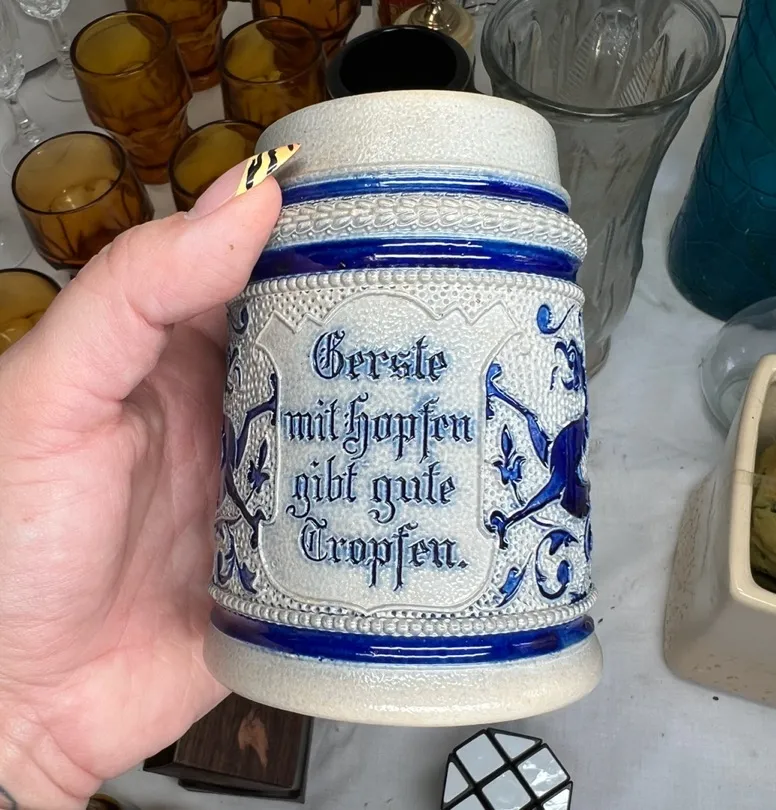 Gerste
mit Hopfen
gibt gute
Tropfen.